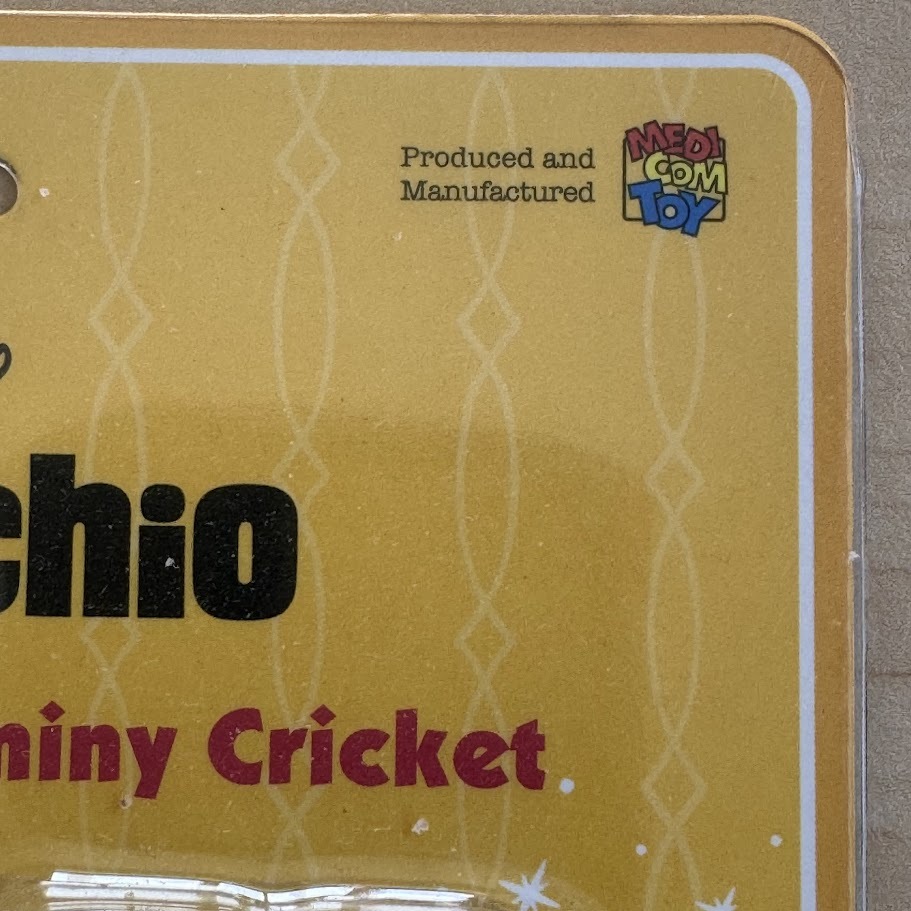 Produced and
Manufactured
MEDI
COM
TOY
chio
miny Cricket